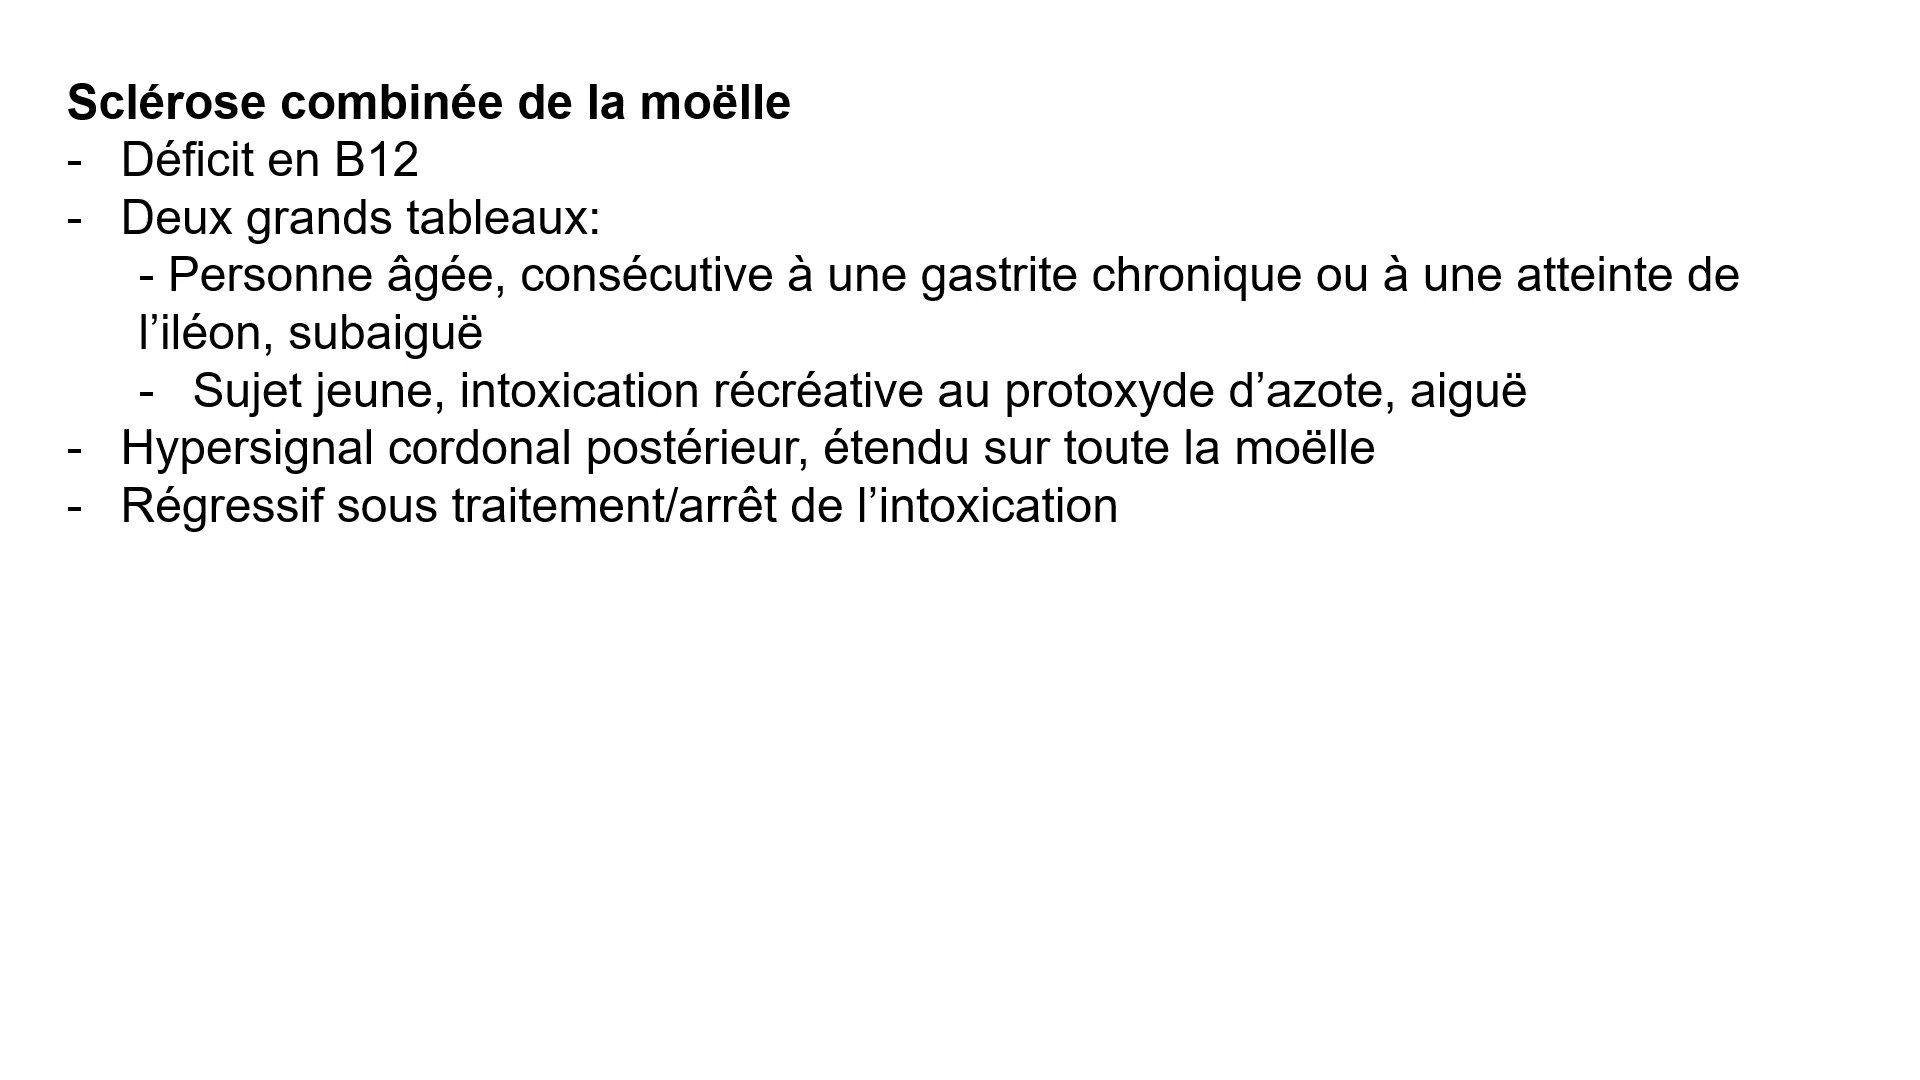 Sclérose combinée de la moëlle
- Déficit en B12
- Deux grands tableaux:
- Personne âgée, consécutive à une gastrite chronique ou à une atteinte de
l’iléon, subaiguë
- Sujet jeune, intoxication récréative au protoxyde d’azote, aiguë
- Hypersignal cordonal postérieur, étendu sur toute la moëlle
- Régressif sous traitement/arrêt de l’intoxication